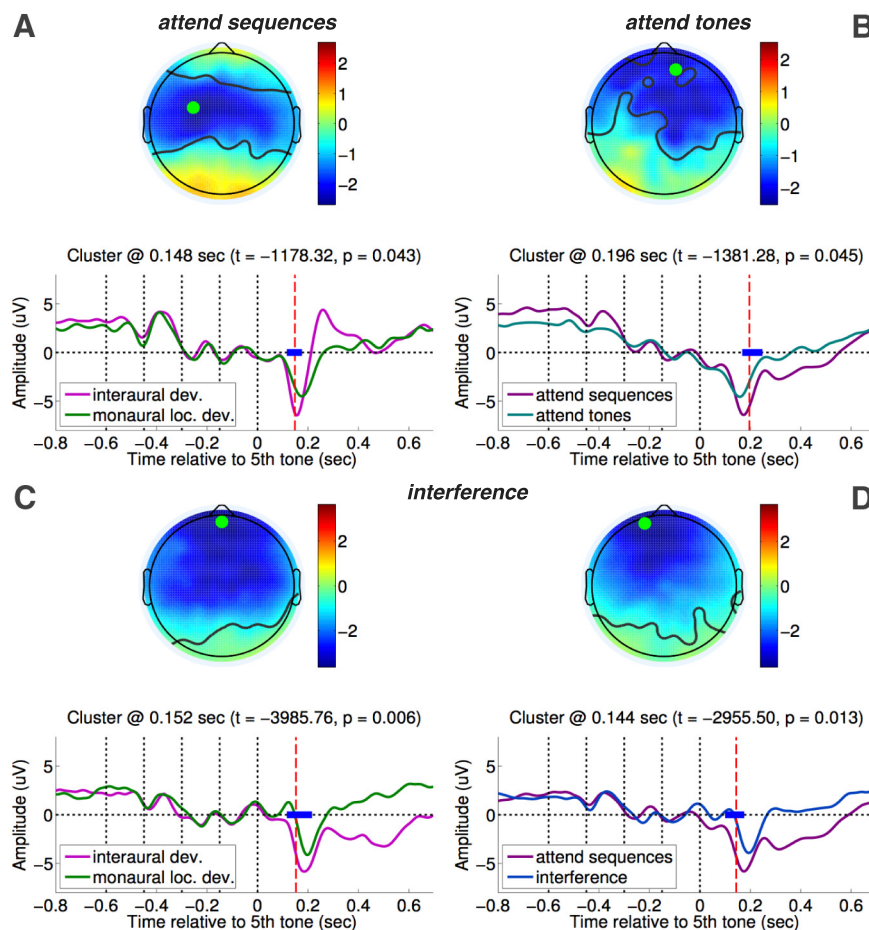 A
attend sequences
attend tones
B
2
1
0
−1
−2
2
1
0
−1
−2
Cluster @ 0.148 sec (t = −1178.32, p = 0.043)
Cluster @ 0.196 sec (t = −1381.28, p = 0.045)
Amplitude (uV)
5
0
−5
interaural dev.
monaural loc. dev.
−0.8 −0.6 −0.4 −0.2 0 0.2 0.4 0.6
Time relative to 5th tone (sec)
Amplitude (uV)
5
0
−5
attend sequences
attend tones
−0.8 −0.6 −0.4 −0.2 0 0.2 0.4 0.6
Time relative to 5th tone (sec)
C
interference
D
2
0
−2
2
0
−2
Cluster @ 0.152 sec (t = −3985.76, p = 0.006)
Cluster @ 0.144 sec (t = −2955.50, p = 0.013)
Amplitude (uV)
5
0
−5
interaural dev.
monaural loc. dev.
−0.8 −0.6 −0.4 −0.2 0 0.2 0.4 0.6
Time relative to 5th tone (sec)
Amplitude (uV)
5
0
−5
attend sequences
interference
−0.8 −0.6 −0.4 −0.2 0 0.2 0.4 0.6
Time relative to 5th tone (sec)